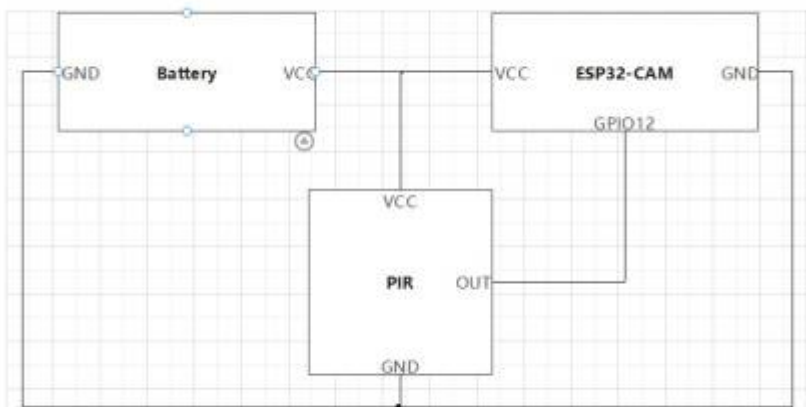 GND Battery VCC
VCC ESP32-CAM GND
GPIO12
VCC
PIR OUT
GND